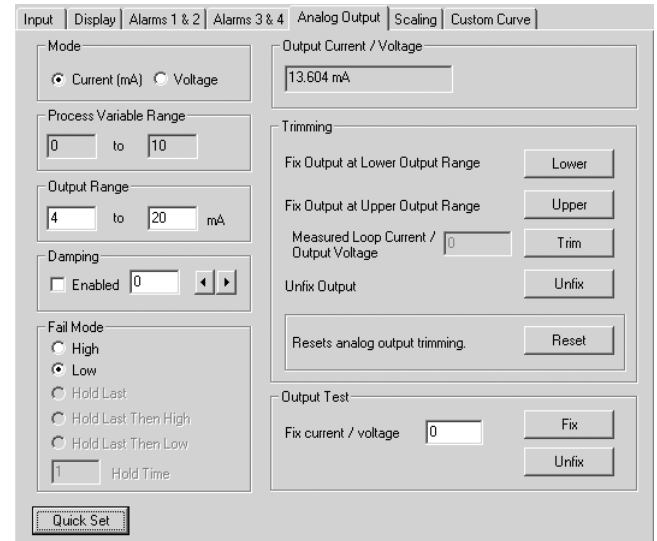 Input Display Alarms 1 & 2 Alarms 3 & 4 Analog Output Scaling Custom Curve
Mode
Current (mA) Voltage
Process Variable Range
0 to 10
Output Range
4 to 20 mA
Damping
Enabled 0
Fail Mode
High
Low
Hold Last
Hold Last Then High
Hold Last Then Low
1 Hold Time
Quick Set
Output Current / Voltage
13.604 mA
Trimming
Fix Output at Lower Output Range Lower
Fix Output at Upper Output Range Upper
Measured Loop Current /
Output Voltage 0 Trim
Unfix Output Unfix
Resets analog output trimming. Reset
Output Test
Fix current / voltage 0 Fix
Unfix